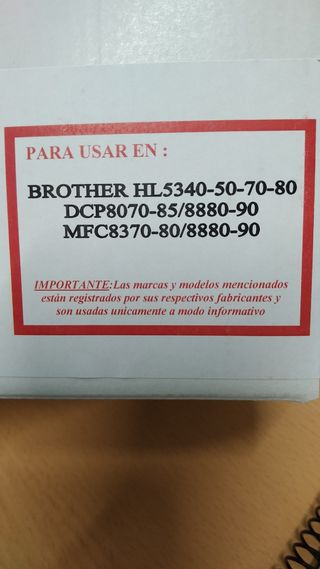 PARA USAR EN :
BROTHER HL5340-50-70-80
DCP8070-85/8880-90
MFC8370-80/8880-90
IMPORTANTE:Las marcas y modelos mencionados
están registrados por sus respectivos fabricantes y
son usadas unicamente a modo informativo